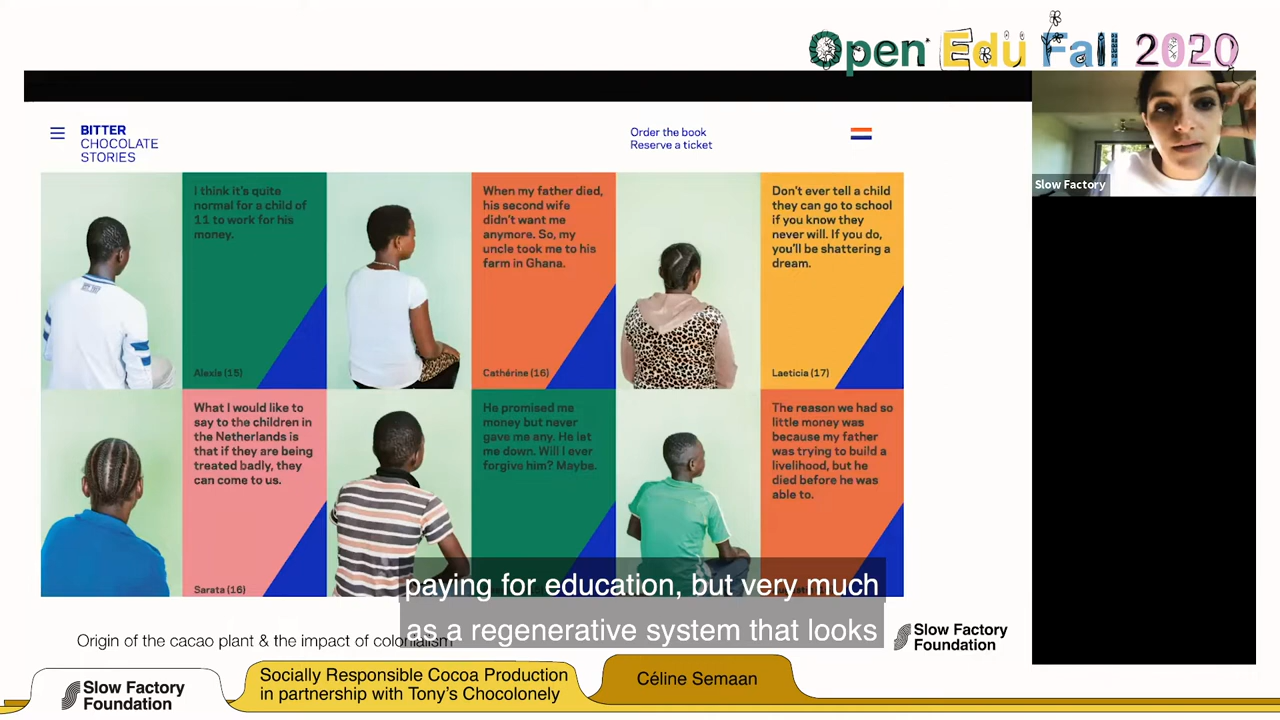 Open Edu Fall 2020
BITTER
CHOCOLATE
STORIES
Order the book
Reserve a ticket
Slow Factory
I think it's quite
normal for a child of
11 to work for his
money.
Alexis (15)
When my father died,
his second wife
didn't want me
anymore. So, my
uncle took me to his
farm in Ghana.
Cathérine (16)
Don't ever tell a child
they can go to school
if you know they
never will. If you do,
you'll be shattering a
dream.
Laeticia (17)
What I would like to
say to the children in
the Netherlands is
that if they are being
treated badly, they
can come to us.
Sarata (16)
He promised me
money but never
gave me any. He let
me down. Will I ever
forgive him? Maybe.
The reason we had so
little money was
because my father
was trying to build a
livelihood, but he
died before he was
able to.
paying for education, but very much
as a regenerative system that looks
Origin of the cacao plant & the impact of colonialism
Slow Factory
Foundation
Slow Factory
Foundation
Socially Responsible Cocoa Production
in partnership with Tony's Chocolonely
Céline Semaan